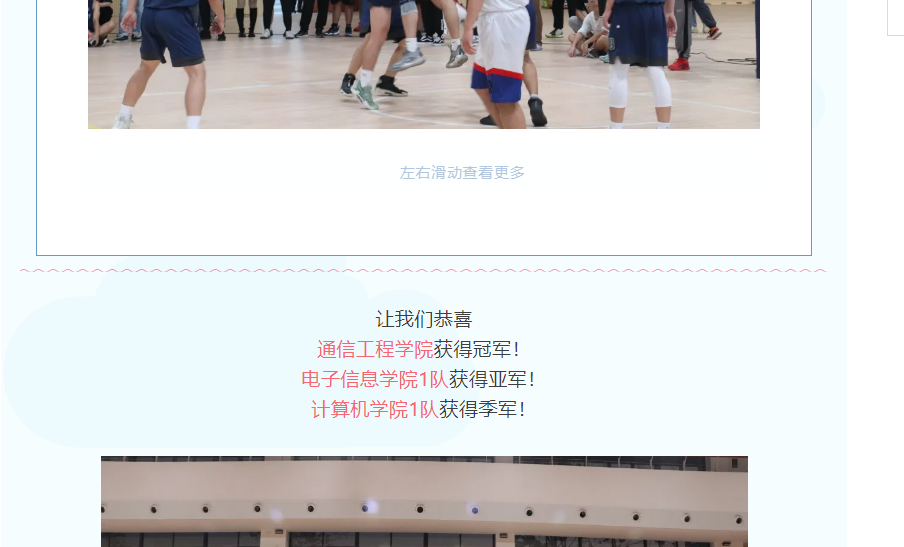 左右滑动查看更多
让我们恭喜
通信工程学院获得冠军！
电子信息学院1队获得亚军！
计算机学院1队获得季军！